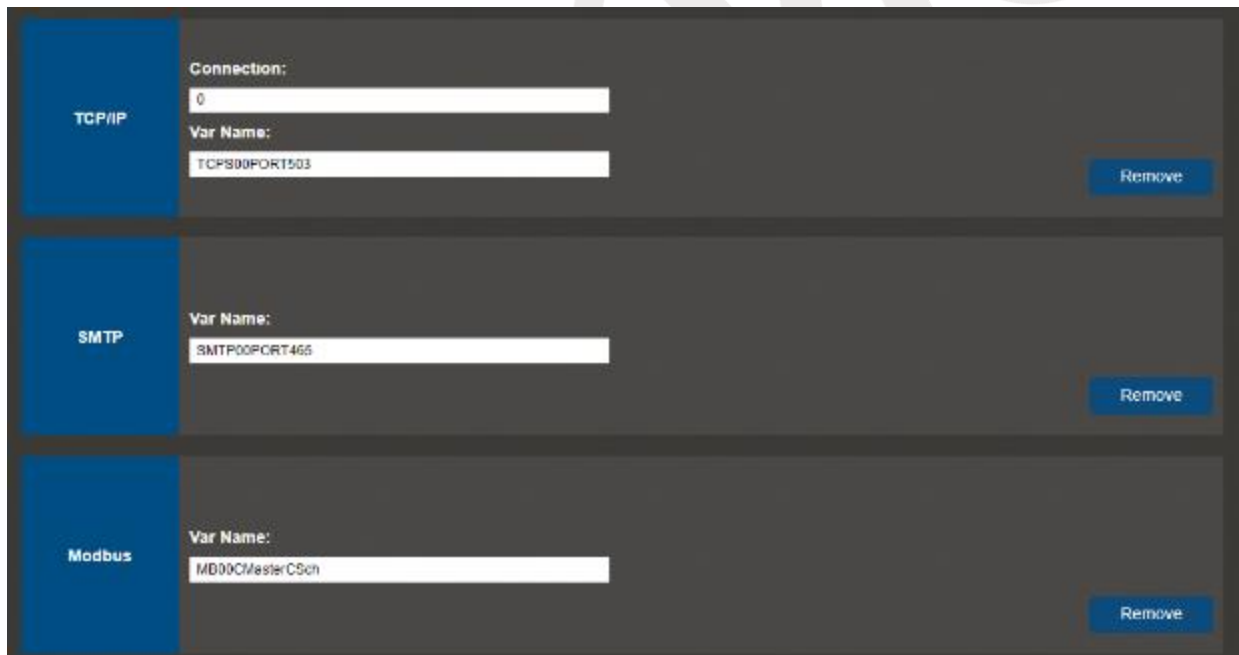 TCP/IP
Connection:
0
Var Name:
TCPS00PORT503
Remove
SMTP
Var Name:
SMTP00PORT465
Remove
Modbus
Var Name:
MB00CMasterCSch
Remove